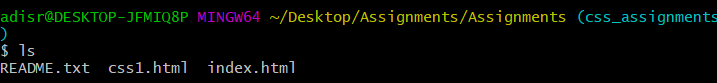 adisr@DESKTOP-JFMIQ8P MINGW64 ~/Desktop/Assignments/Assignments (css_assignments
)
$ ls
README.txt  css1.html  index.html